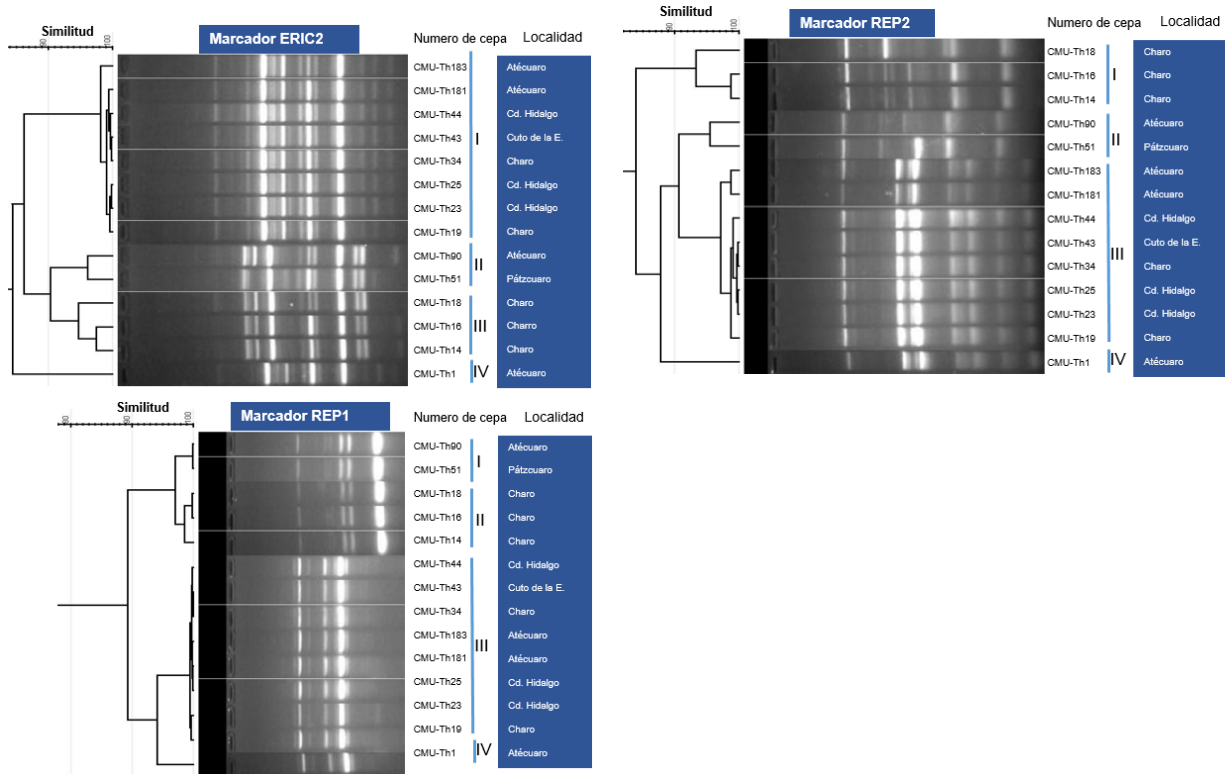 Similitud Marcador ERIC2 Numero de cepa Localidad
90 100
CMU-Th183 Atécuaro
CMU-Th181 Atécuaro
CMU-Th44 Cd. Hidalgo
CMU-Th43 I Cuto de la E.
CMU-Th34 Charo
CMU-Th25 Cd. Hidalgo
CMU-Th23 Cd. Hidalgo
CMU-Th19 Charo
CMU-Th90 Atécuaro
II
CMU-Th51 Pátzcuaro
CMU-Th18 Charo
CMU-Th16 III Charro
CMU-Th14 Charo
CMU-Th1 IV Atécuaro
Similitud Marcador REP2 Numero de cepa Localidad
90 100
CMU-Th18 Charo
CMU-Th16 I Charo
CMU-Th14 Charo
CMU-Th90 Atécuaro
II
CMU-Th51 Pátzcuaro
CMU-Th183 Atécuaro
CMU-Th181 Atécuaro
CMU-Th44 Cd. Hidalgo
CMU-Th43 Cuto de la E.
III
CMU-Th34 Charo
CMU-Th25 Cd. Hidalgo
CMU-Th23 Cd. Hidalgo
CMU-Th19 Charo
CMU-Th1 IV Atécuaro
Similitud Marcador REP1 Numero de cepa Localidad
80 90 100
CMU-Th90 Atécuaro
I
CMU-Th51 Pátzcuaro
CMU-Th18 Charo
CMU-Th16 II Charo
CMU-Th14 Charo
CMU-Th44 Cd. Hidalgo
CMU-Th43 Cuto de la E.
CMU-Th34 Charo
CMU-Th183 III Atécuaro
CMU-Th181 Atécuaro
CMU-Th25 Cd. Hidalgo
CMU-Th23 Cd. Hidalgo
CMU-Th19 Charo
CMU-Th1 IV Atécuaro